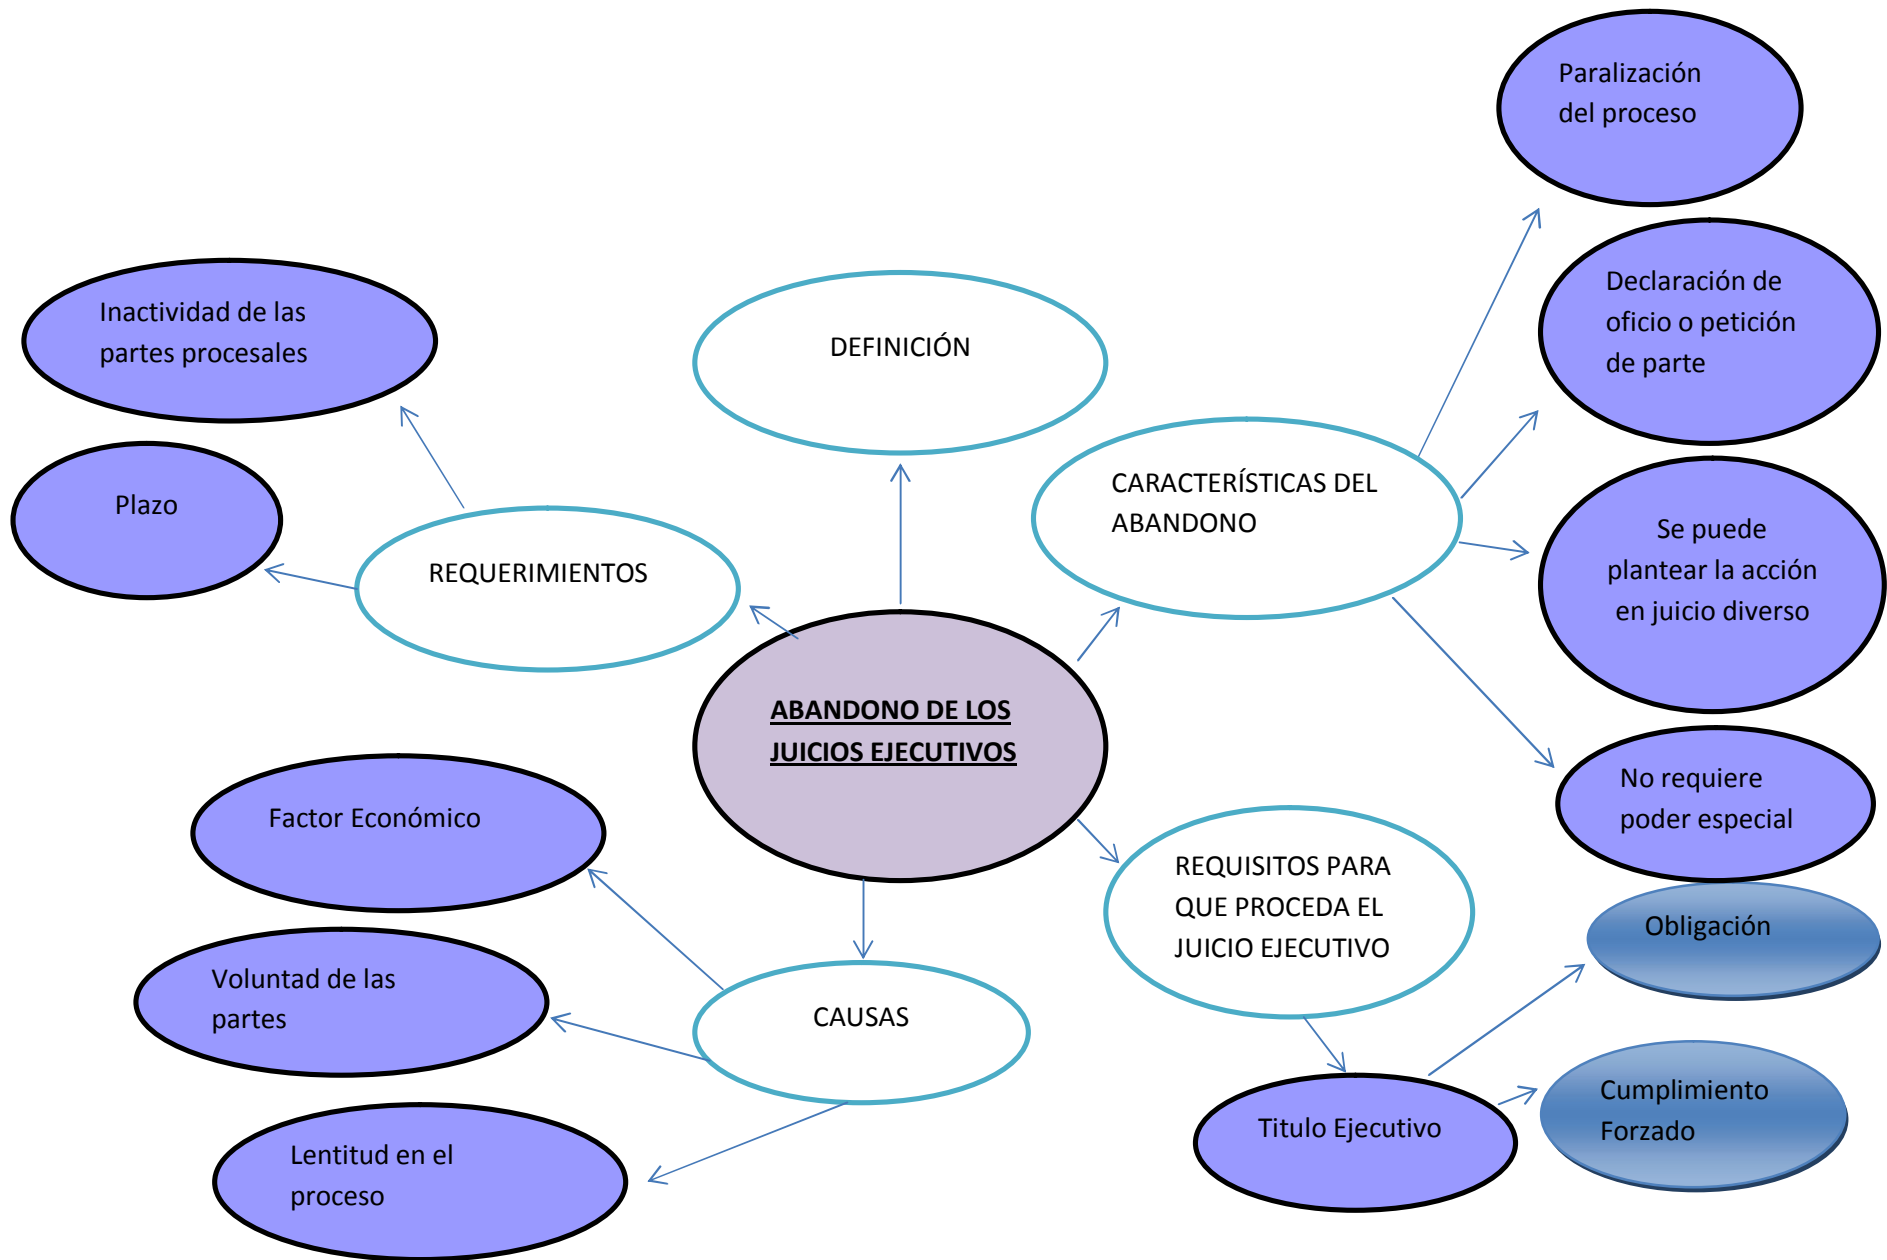 Paralización
del proceso
Declaración de
oficio o petición
de parte
Se puede
plantear la acción
en juicio diverso
No requiere
poder especial
Inactividad de las
partes procesales
Plazo
DEFINICIÓN
CARACTERÍSTICAS DEL
ABANDONO
REQUERIMIENTOS
ABANDONO DE LOS
JUICIOS EJECUTIVOS
Factor Económico
Voluntad de las
partes
Lentitud en el
proceso
CAUSAS
REQUISITOS PARA
QUE PROCEDA EL
JUICIO EJECUTIVO
Titulo Ejecutivo
Obligación
Cumplimiento
Forzado